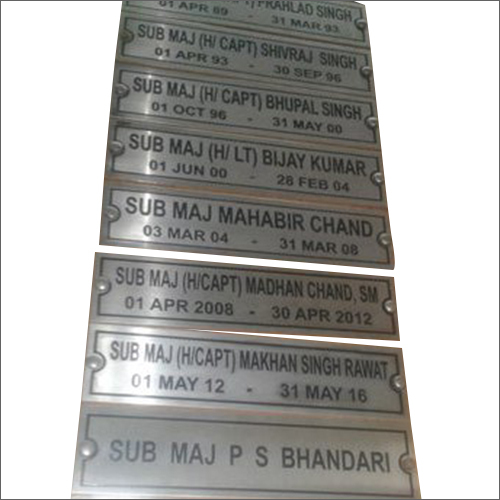 PRAHLAD SINGH
01 APR 89 - 31 MAR 93
SUB MAJ (H/ CAPT) SHIVRAJ SINGH
01 APR 93 - 30 SEP 96
SUB MAJ (H/ CAPT) BHUPAL SINGH
01 OCT 96 - 31 MAY 00
SUB MAJ (H/ LT) BIJAY KUMAR
01 JUN 00 - 28 FEB 04
SUB MAJ MAHABIR CHAND
03 MAR 04 - 31 MAR 08
SUB MAJ (H/CAPT) MADHAN CHAND, SM
01 APR 2008 - 30 APR 2012
SUB MAJ (H/CAPT) MAKHAN SINGH RAWAT
01 MAY 12 - 31 MAY 16
SUB MAJ P S BHANDARI